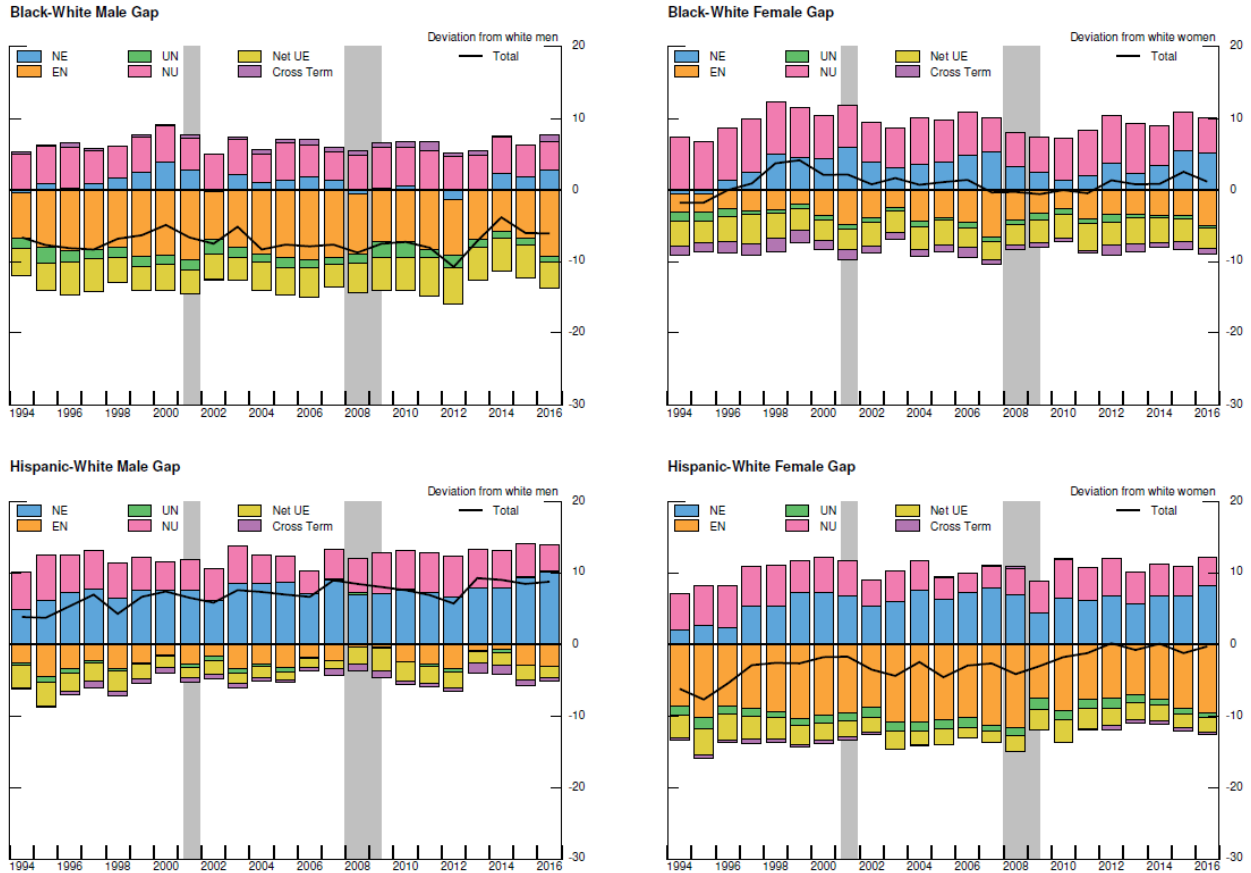 Black-White Male Gap
Deviation from white men
NE UN Net UE Total
EN NU Cross Term
20
10
0
-10
-20
-30
1994 1996 1998 2000 2002 2004 2006 2008 2010 2012 2014 2016
Black-White Female Gap
Deviation from white women
NE UN Net UE Total
EN NU Cross Term
20
10
0
-10
-20
-30
1994 1996 1998 2000 2002 2004 2006 2008 2010 2012 2014 2016
Hispanic-White Male Gap
Deviation from white men
NE UN Net UE Total
EN NU Cross Term
20
10
0
-10
-20
-30
1994 1996 1998 2000 2002 2004 2006 2008 2010 2012 2014 2016
Hispanic-White Female Gap
Deviation from white women
NE UN Net UE Total
EN NU Cross Term
20
10
0
-10
-20
-30
1994 1996 1998 2000 2002 2004 2006 2008 2010 2012 2014 2016